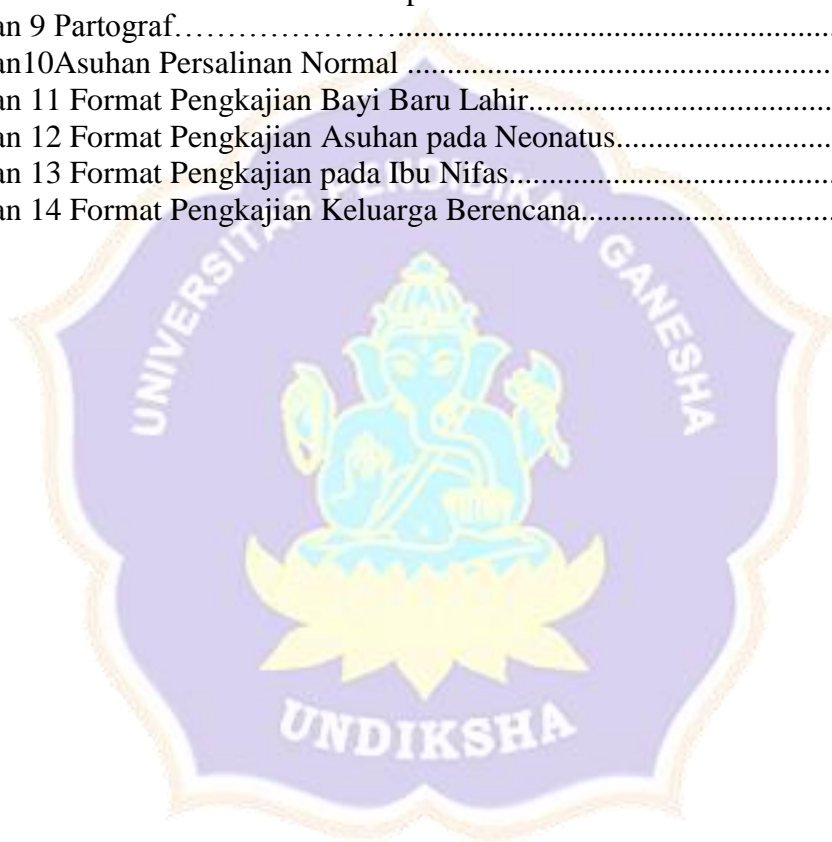 an 9 Partograf…………………...........................................................
an10Asuhan Persalinan Normal ......................................................
an 11 Format Pengkajian Bayi Baru Lahir.......................................
an 12 Format Pengkajian Asuhan pada Neonatus............................
an 13 Format Pengkajian pada Ibu Nifas.........................................
an 14 Format Pengkajian Keluarga Berencana................................
UNIVERSITAS PENDIDIKAN GANESHA
UNDIKSHA